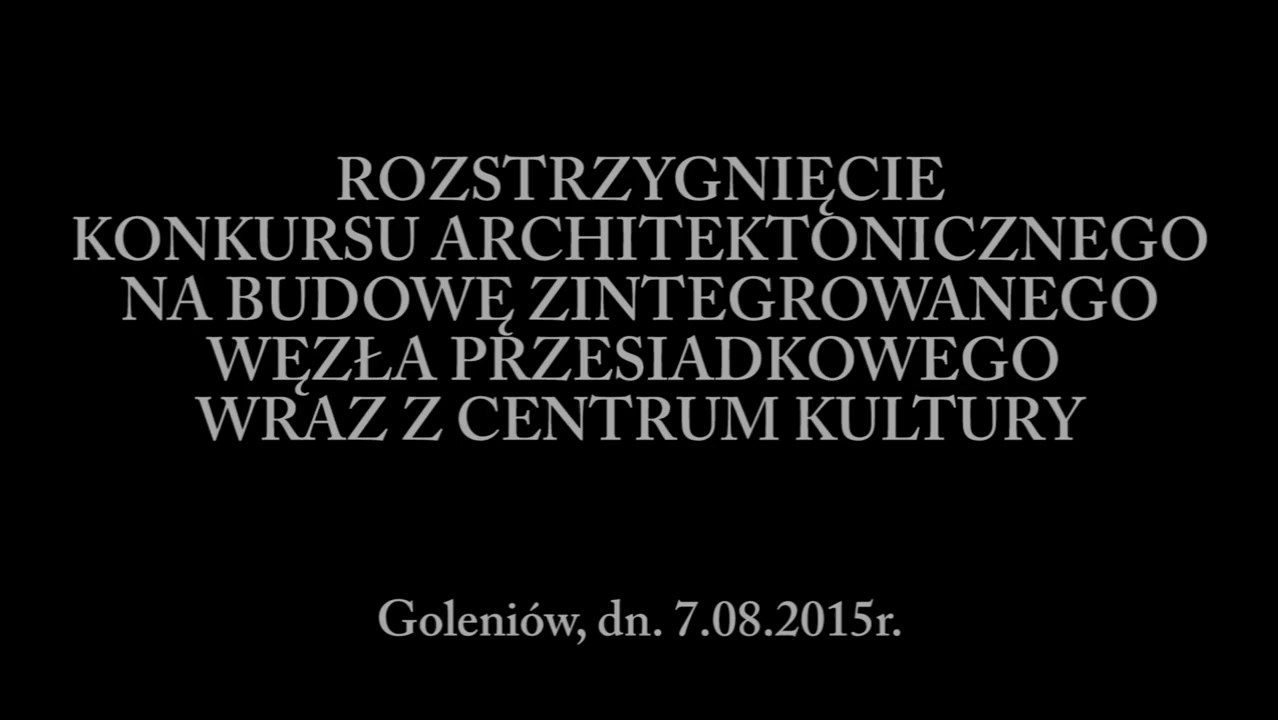 ROZSTRZYGNIĘCIE
KONKURSU ARCHITEKTONICZNEGO
NA BUDOWĘ ZINTEGROWANEGO
WĘZŁA PRZESIADKOWEGO
WRAZ Z CENTRUM KULTURY
Goleniów, dn. 7.08.2015r.